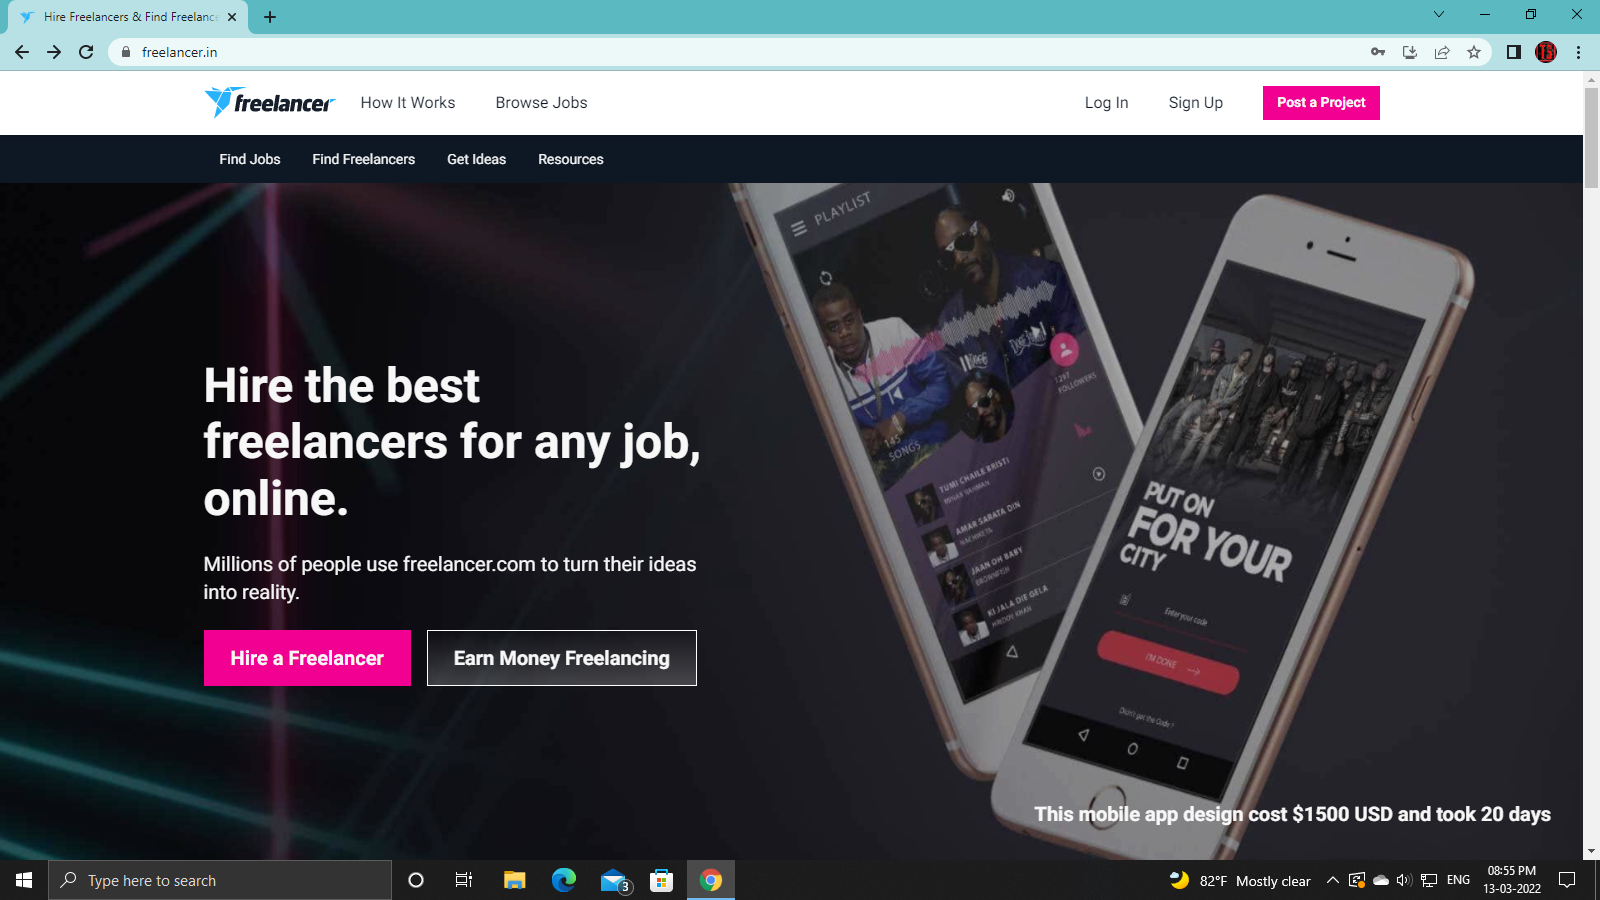 Hire Freelancers & Find Freelance
freelancer.in
freelancer
How It Works
Browse Jobs
Log In
Sign Up
Post a Project
Find Jobs
Find Freelancers
Get Ideas
Resources
PLAYLIST
1297
FOLLOWERS
145
SONGS
TUMI CHAILE BRISTI
AMAR SARATA DIN
NACHIKETA
JAAN OH BABY
KI JALA DIE GELA
HRIDOY KHAN
PUT ON
FOR YOUR
CITY
Enter your code
I'M DONE
Didn't get the Code ?
Hire the best
freelancers for any job,
online.
Millions of people use freelancer.com to turn their ideas
into reality.
Hire a Freelancer
Earn Money Freelancing
This mobile app design cost $1500 USD and took 20 days
Type here to search
3
82°F Mostly clear
ENG
08:55 PM
13-03-2022